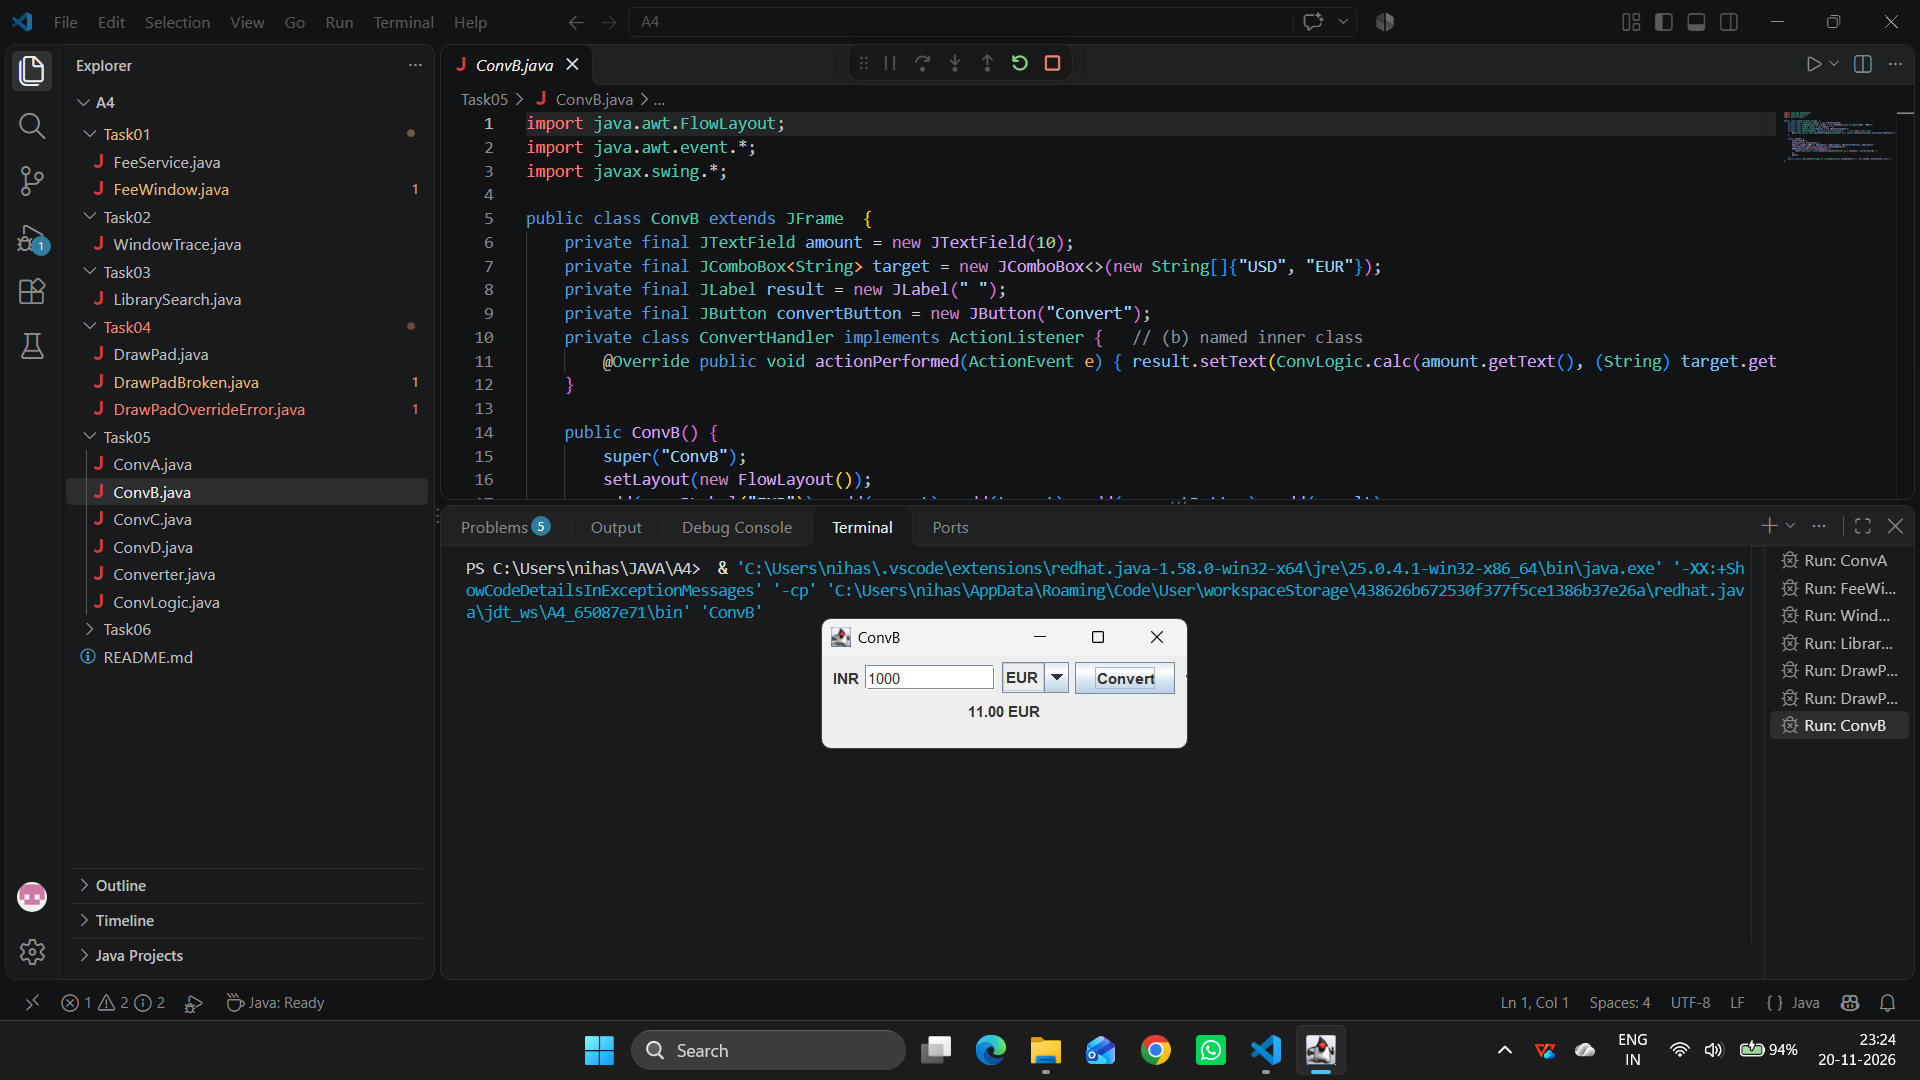 File Edit Selection View Go Run Terminal Help
A4
Explorer
A4
Task01
FeeService.java
FeeWindow.java 1
Task02
WindowTrace.java
Task03
LibrarySearch.java
Task04
DrawPad.java
DrawPadBroken.java 1
DrawPadOverrideError.java 1
Task05
ConvA.java
ConvB.java
ConvC.java
ConvD.java
Converter.java
ConvLogic.java
Task06
README.md
Outline
Timeline
Java Projects
1
ConvB.java
Task05 > ConvB.java > ...
1 import java.awt.FlowLayout;
2 import java.awt.event.*;
3 import javax.swing.*;
4
5 public class ConvB extends JFrame  {
6 private final JTextField amount = new JTextField(10);
7 private final JComboBox<String> target = new JComboBox<>(new String[]{"USD", "EUR"});
8 private final JLabel result = new JLabel(" ");
9 private final JButton convertButton = new JButton("Convert");
10 private class ConvertHandler implements ActionListener {   // (b) named inner class
11 @Override public void actionPerformed(ActionEvent e) { result.setText(ConvLogic.calc(amount.getText(), (String) target.get
12 }
13
14 public ConvB() {
15 super("ConvB");
16 setLayout(new FlowLayout());
Problems 5 Output Debug Console Terminal Ports
PS C:\Users\nihas\JAVA\A4>  & 'C:\Users\nihas\.vscode\extensions\redhat.java-1.58.0-win32-x64\jre\25.0.4.1-win32-x86_64\bin\java.exe' '-XX:+Sh
owCodeDetailsInExceptionMessages' '-cp' 'C:\Users\nihas\AppData\Roaming\Code\User\workspaceStorage\438626b672530f377f5ce1386b37e26a\redhat.jav
a\jdt_ws\A4_65087e71\bin' 'ConvB'
ConvB
INR 1000 EUR Convert
11.00 EUR
Run: ConvA
Run: FeeWi...
Run: Wind...
Run: Librar...
Run: DrawP...
Run: DrawP...
Run: ConvB
1 2 2 Java: Ready
Ln 1, Col 1 Spaces: 4 UTF-8 LF { } Java
Search
ENG
IN
94%
23:24
20-11-2026